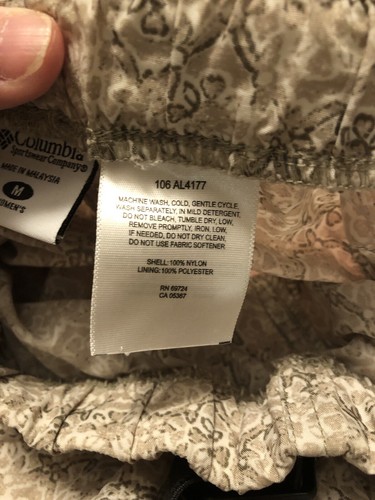 Columbia
Sportswear Company
MADE IN MALAYSIA
M
WOMEN'S
106 AL4177
MACHINE WASH, COLD, GENTLE CYCLE.
WASH SEPARATELY, IN MILD DETERGENT.
DO NOT BLEACH, TUMBLE DRY, LOW,
REMOVE PROMPTLY, IRON, LOW,
IF NEEDED, DO NOT DRY CLEAN,
DO NOT USE FABRIC SOFTENER.
SHELL:100% NYLON
LINING:100% POLYESTER
RN 69724
CA 05367